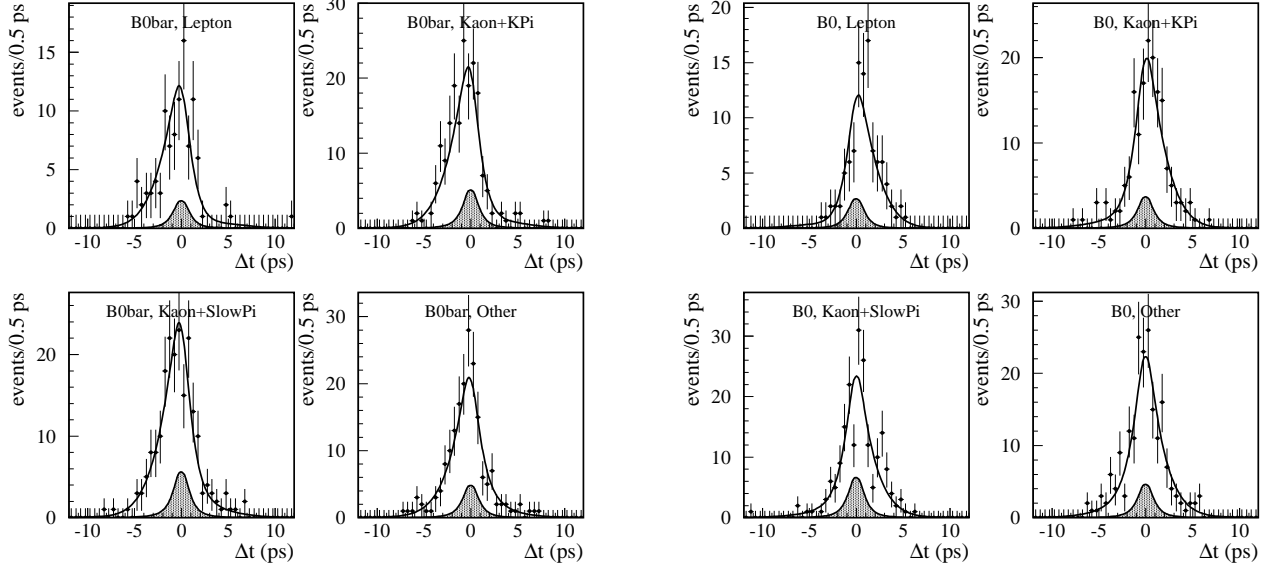 B0bar, Lepton
events/0.5 ps
15
10
5
0
-10 -5 0 5 10
Δt (ps)
B0bar, Kaon+KPi
events/0.5 ps
30
20
10
0
-10 -5 0 5 10
Δt (ps)
B0, Lepton
events/0.5 ps
20
15
10
5
0
-10 -5 0 5 10
Δt (ps)
B0, Kaon+KPi
events/0.5 ps
20
10
0
-10 -5 0 5 10
Δt (ps)
B0bar, Kaon+SlowPi
events/0.5 ps
20
10
0
-10 -5 0 5 10
Δt (ps)
B0bar, Other
events/0.5 ps
30
20
10
0
-10 -5 0 5 10
Δt (ps)
B0, Kaon+SlowPi
events/0.5 ps
30
20
10
0
-10 -5 0 5 10
Δt (ps)
B0, Other
events/0.5 ps
30
20
10
0
-10 -5 0 5 10
Δt (ps)